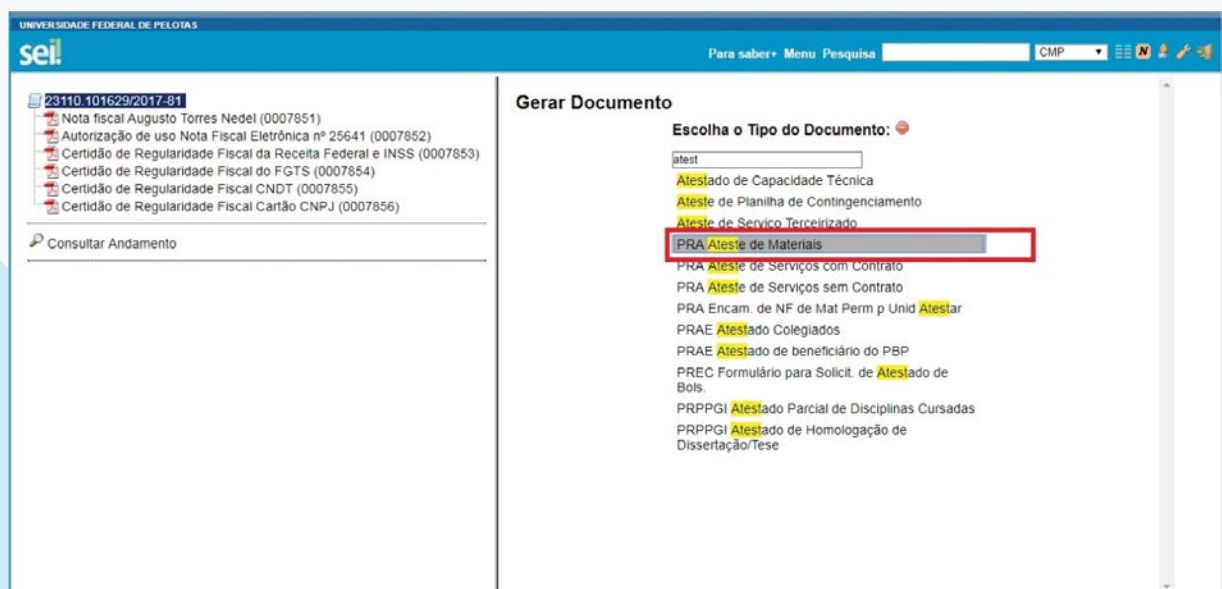 UNIVERSIDADE FEDERAL DE PELOTAS
sei!
Para saber+ Menu Pesquisa
CMP
N
23110.101629/2017-81
Nota fiscal Augusto Torres Nedel (0007851)
Autorização de uso Nota Fiscal Eletrônica nº 25641 (0007852)
Certidão de Regularidade Fiscal da Receita Federal e INSS (0007853)
Certidão de Regularidade Fiscal do FGTS (0007854)
Certidão de Regularidade Fiscal CNDT (0007855)
Certidão de Regularidade Fiscal Cartão CNPJ (0007856)
Consultar Andamento
Gerar Documento
Escolha o Tipo do Documento:
atest
Atestado de Capacidade Técnica
Ateste de Planilha de Contingenciamento
Ateste de Serviço Terceirizado
PRA Ateste de Materiais
PRA Ateste de Serviços com Contrato
PRA Ateste de Serviços sem Contrato
PRA Encam. de NF de Mat Perm p Unid Atestar
PRAE Atestado Colegiados
PRAE Atestado de beneficiário do PBP
PREC Formulário para Solicit. de Atestado de
Bols.
PRPPGI Atestado Parcial de Disciplinas Cursadas
PRPPGI Atestado de Homologação de
Dissertação/Tese